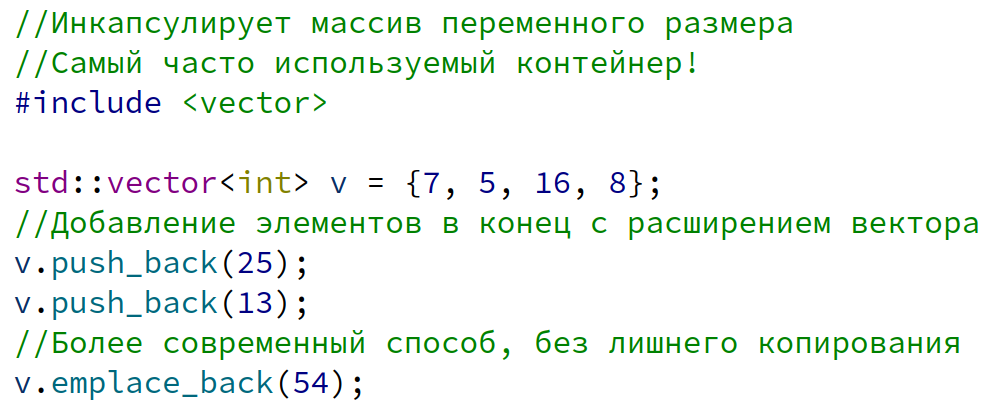 //Инкапсулирует массив переменного размера
//Самый часто используемый контейнер!
#include <vector>
std::vector<int> v = {7, 5, 16, 8};
//Добавление элементов в конец с расширением вектора
v.push_back(25);
v.push_back(13);
//Более современный способ, без лишнего копирования
v.emplace_back(54);